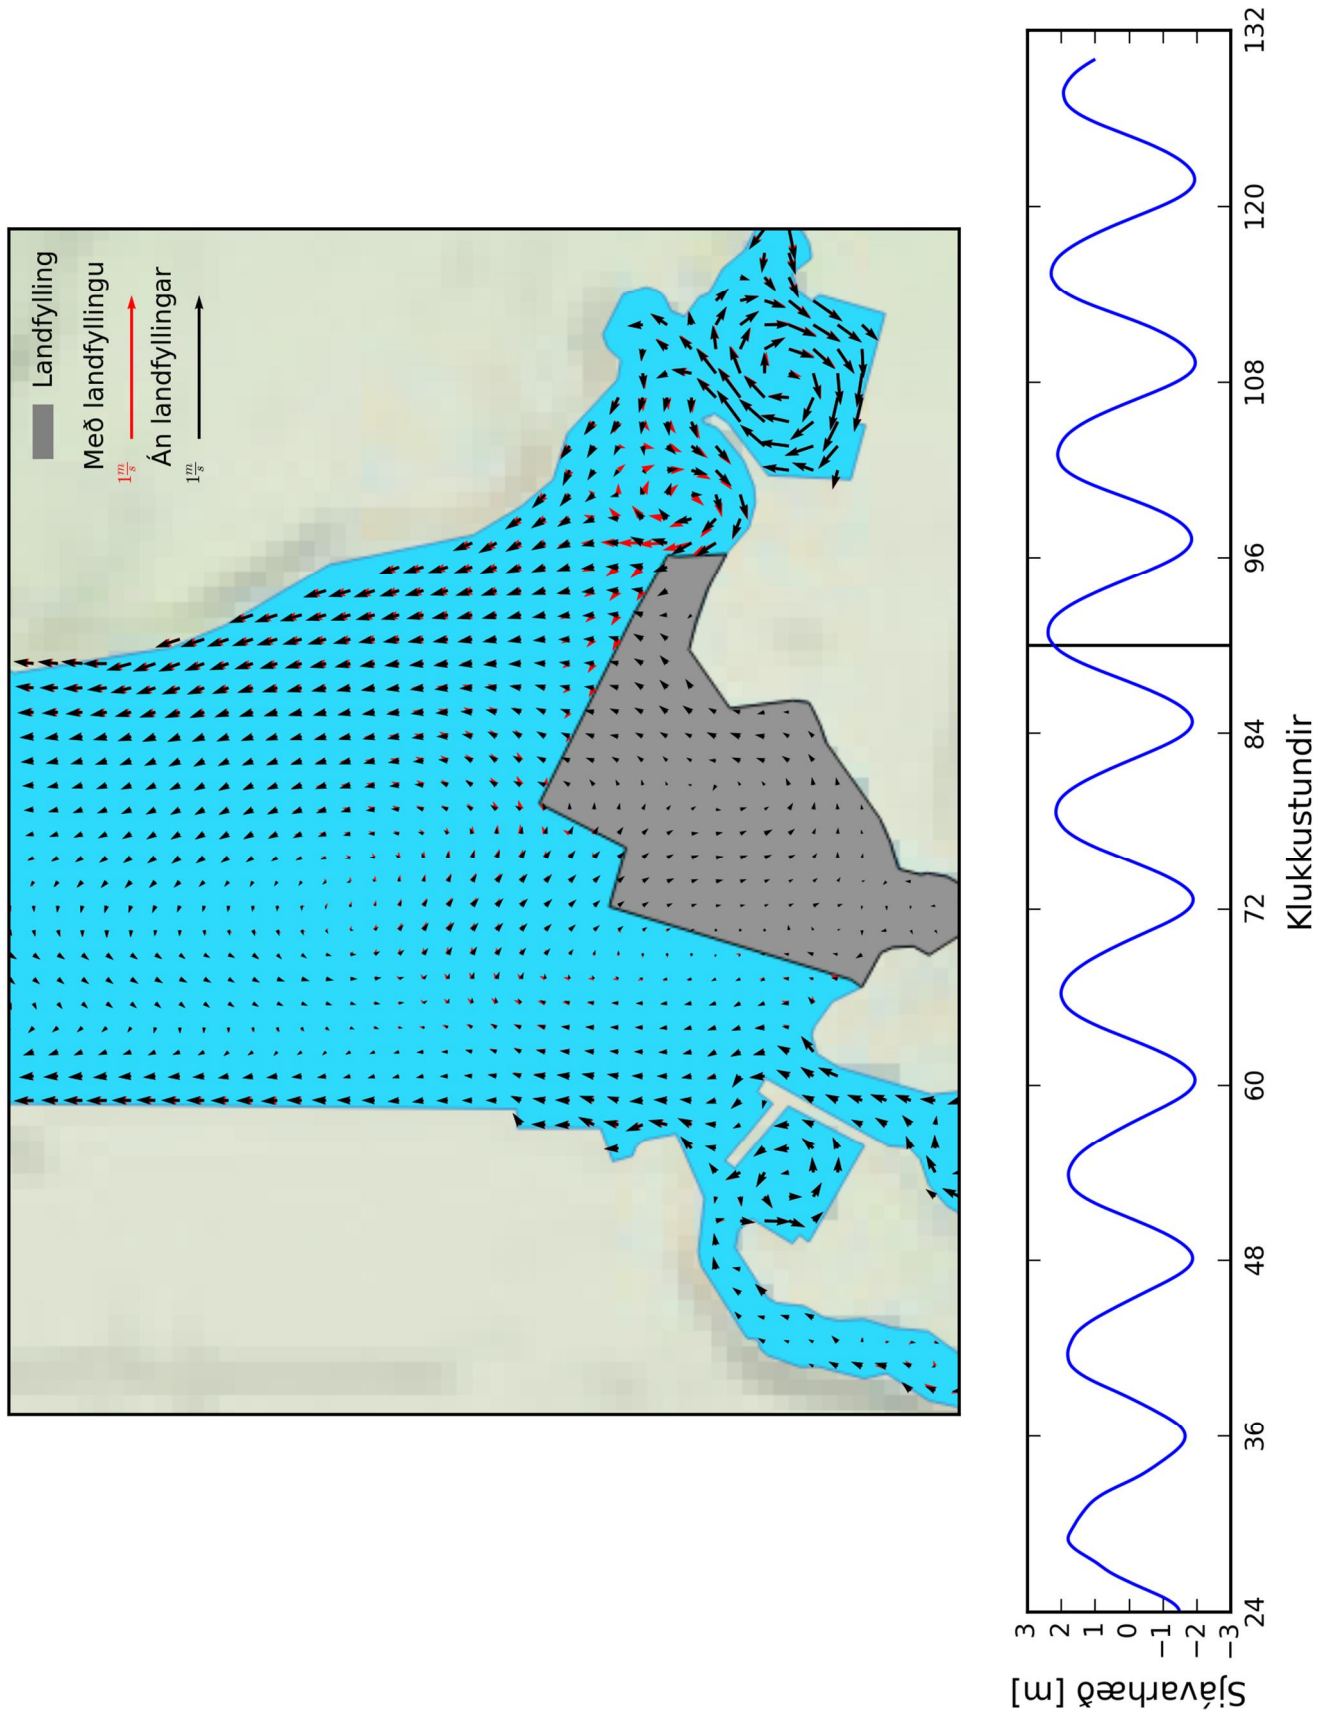 Landfylling
Með landfyllingu
1 m/s
Án landfyllingar
1 m/s
Sjávarhæð [m]
3
2
1
0
−1
−2
−3
24
36
48
60
72
84
96
108
120
132
Klukkustundir